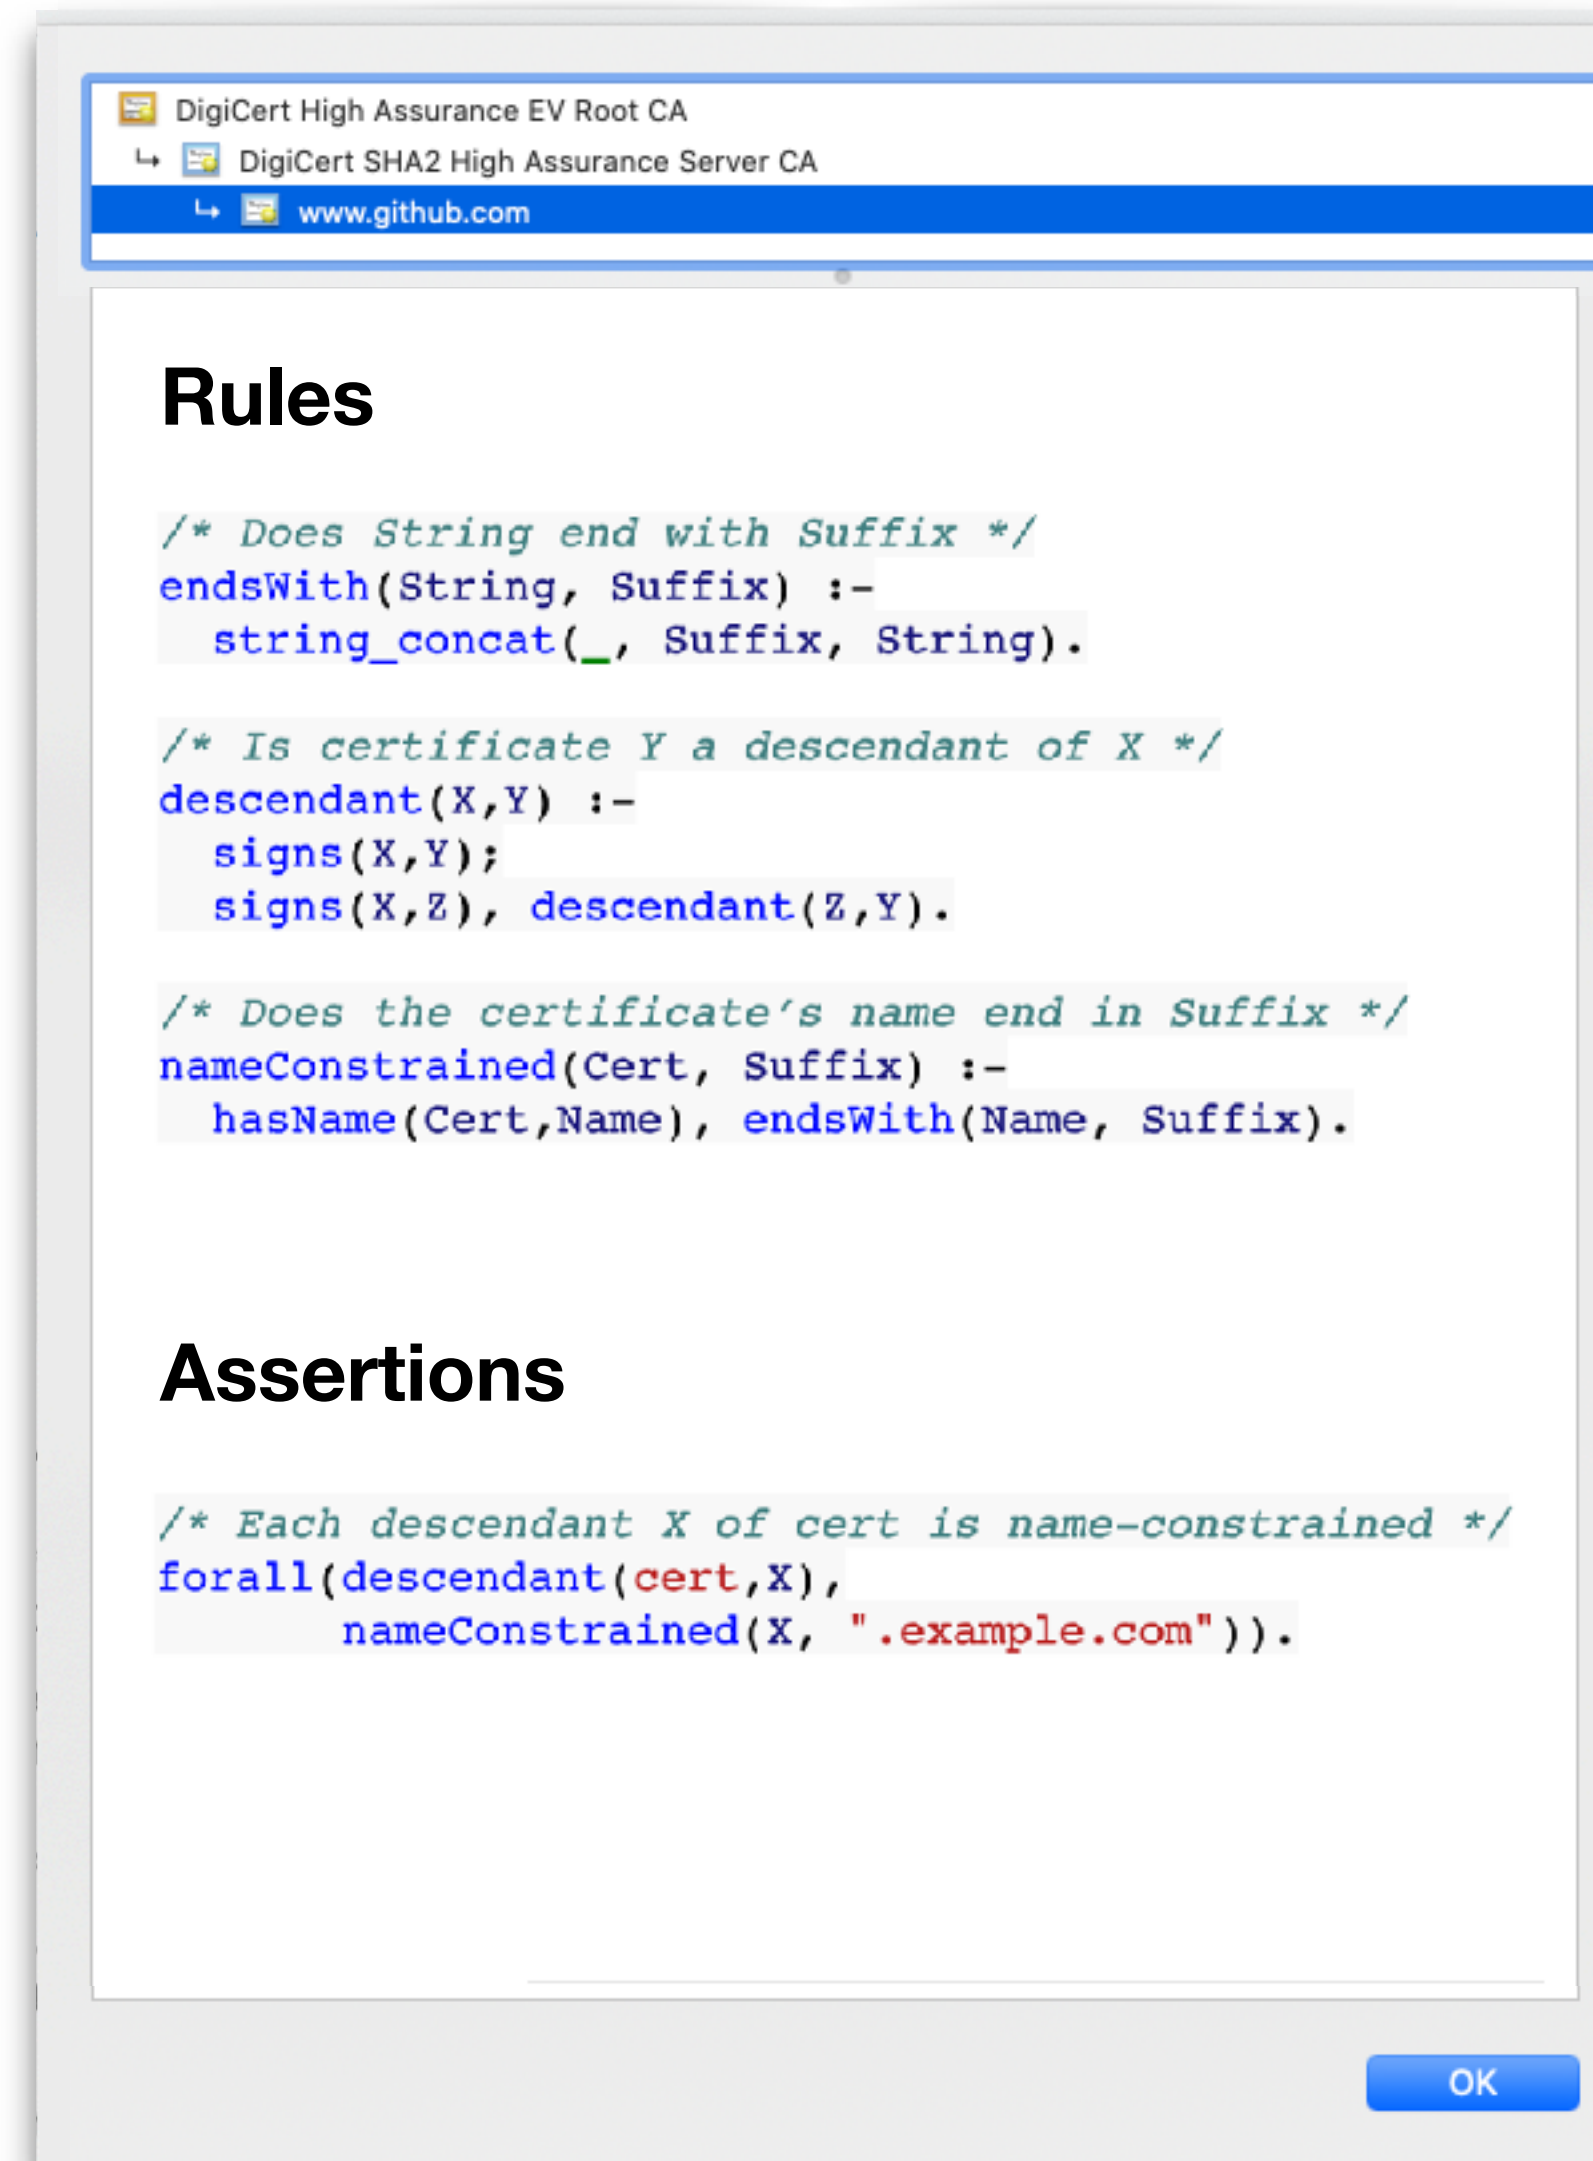 DigiCert High Assurance EV Root CA
↳ DigiCert SHA2 High Assurance Server CA
↳ www.github.com
Rules
/* Does String end with Suffix */
endsWith(String, Suffix) :-
  string_concat(_, Suffix, String).
/* Is certificate Y a descendant of X */
descendant(X,Y) :-
  signs(X,Y);
  signs(X,Z), descendant(Z,Y).
/* Does the certificate’s name end in Suffix */
nameConstrained(Cert, Suffix) :-
  hasName(Cert,Name), endsWith(Name, Suffix).
Assertions
/* Each descendant X of cert is name-constrained */
forall(descendant(cert,X),
       nameConstrained(X, ".example.com")).
OK